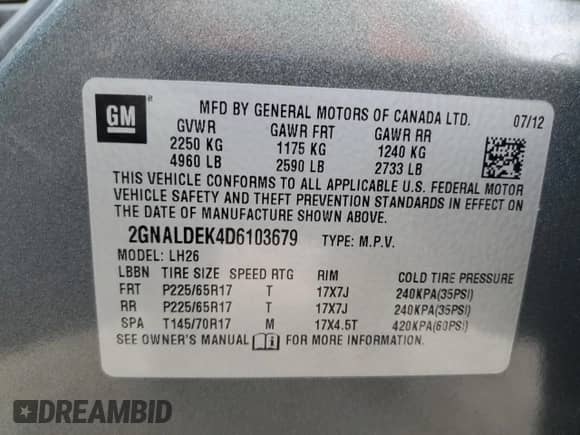 GM ®
MFD BY GENERAL MOTORS OF CANADA LTD. 07/12
GVWR GAWR FRT GAWR RR
2250 KG 1175 KG 1240 KG
4960 LB 2590 LB 2733 LB
THIS VEHICLE CONFORMS TO ALL APPLICABLE U.S. FEDERAL MOTOR
VEHICLE SAFETY AND THEFT PREVENTION STANDARDS IN EFFECT ON
THE DATE OF MANUFACTURE SHOWN ABOVE.
2GNALDEK4D6103679 TYPE: M.P.V.
MODEL: LH26
LBBN TIRE SIZE SPEED RTG RIM COLD TIRE PRESSURE
FRT P225/65R17 T 17X7J 240KPA(35PSI)
RR P225/65R17 T 17X7J 240KPA(35PSI)
SPA T145/70R17 M 17X4.5T 420KPA(60PSI)
SEE OWNER'S MANUAL FOR MORE INFORMATION.
DREAMBID